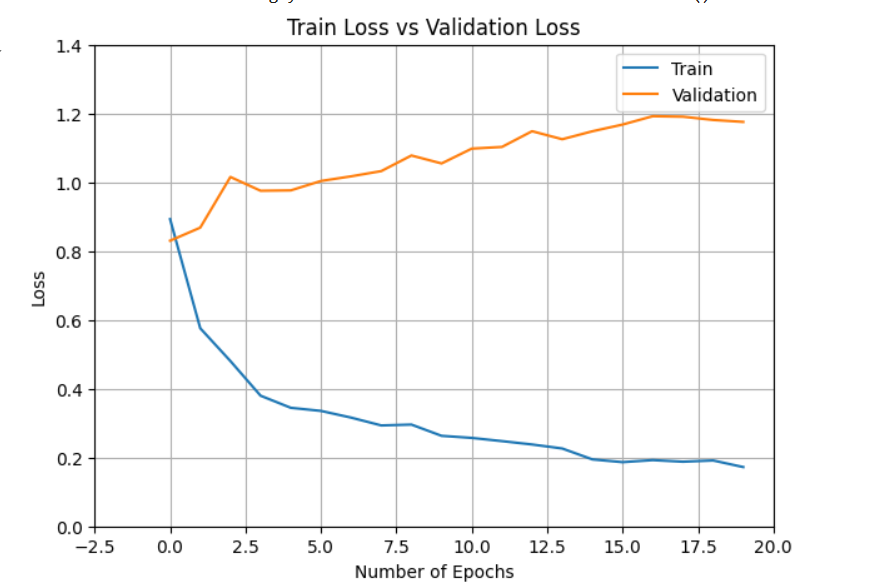 Train Loss vs Validation Loss
1.4
1.2
1.0
0.8
0.6
0.4
0.2
0.0
Loss
Train
Validation
−2.5 0.0 2.5 5.0 7.5 10.0 12.5 15.0 17.5 20.0
Number of Epochs